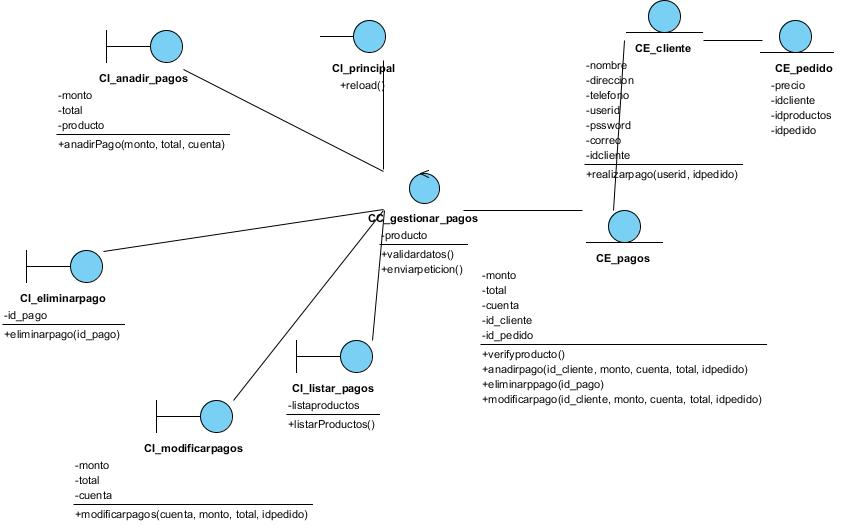 CI_anadir_pagos
-monto
-total
-producto
+anadirPago(monto, total, cuenta)
CI_principal
+reload()
CE_cliente
-nombre
-direccion
-telefono
-userid
-pssword
-correo
-idcliente
+realizarpago(userid, idpedido)
CE_pedido
-precio
-idcliente
-idproductos
-idpedido
CC_gestionar_pagos
-producto
+validardatos()
+enviarpeticion()
CE_pagos
-monto
-total
-cuenta
-id_cliente
-id_pedido
+verifyproducto()
+anadirpago(id_cliente, monto, cuenta, total, idpedido)
+eliminarppago(id_pago)
+modificarpago(id_cliente, monto, cuenta, total, idpedido)
CI_eliminarpago
-id_pago
+eliminarpago(id_pago)
CI_listar_pagos
-listaproductos
+listarProductos()
CI_modificarpagos
-monto
-total
-cuenta
+modificarpagos(cuenta, monto, total, idpedido)